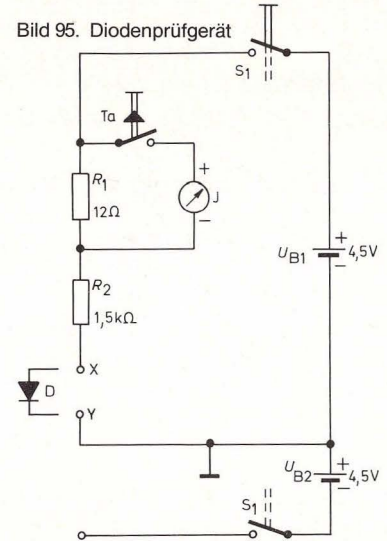 Bild 95. Diodenprüfgerät
S1
Ta
+
J
−
R1
12Ω
R2
1,5kΩ
UB1
+
−
4,5V
X
D
Y
UB2
+
−
4,5V
S1